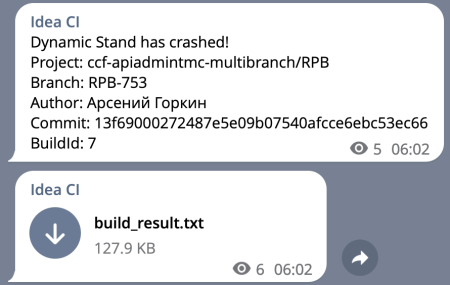 Idea CI
Dynamic Stand has crashed!
Project: ccf-apiadmintmc-multibranch/RPB
Branch: RPB-753
Author: Арсений Горкин
Commit: 13f69000272487e5e09b07540afcce6ebc53ec66
BuildId: 7
5 06:02
Idea CI
build_result.txt
127.9 KB
6 06:02